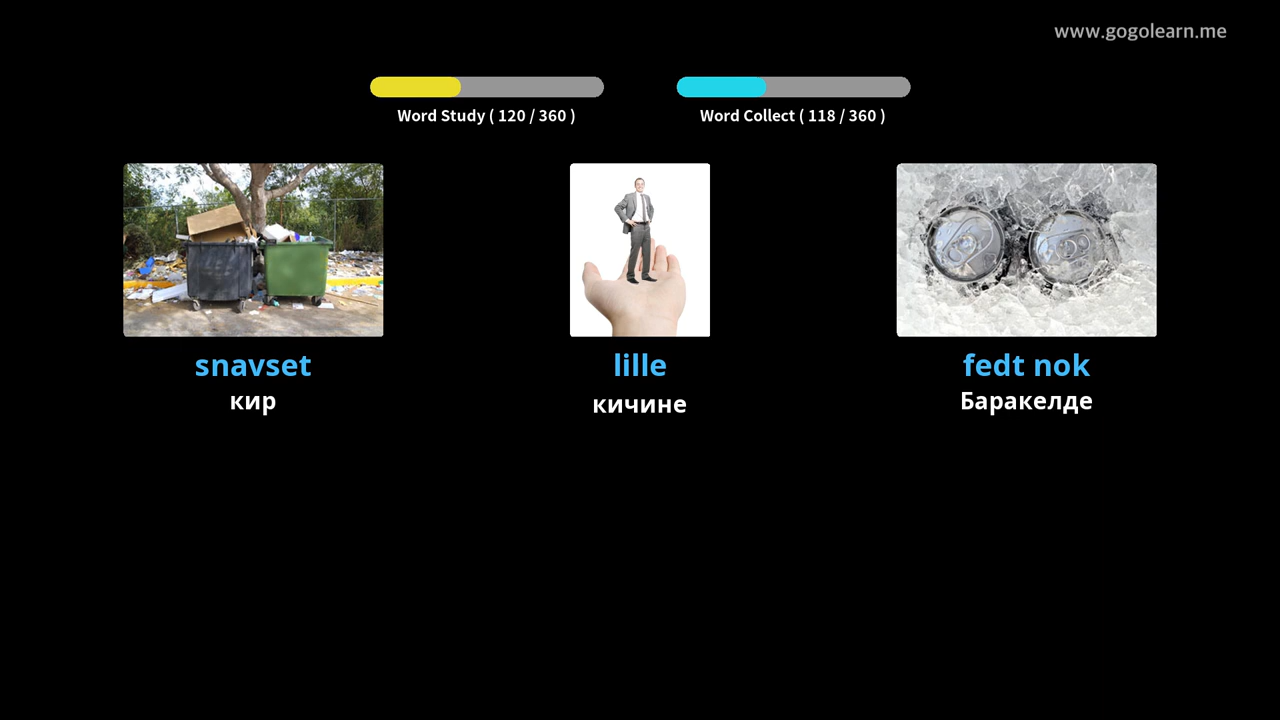 www.gogolearn.me
Word Study ( 120 / 360 )
Word Collect ( 118 / 360 )
snavset
кир
lille
кичине
fedt nok
Баракелде